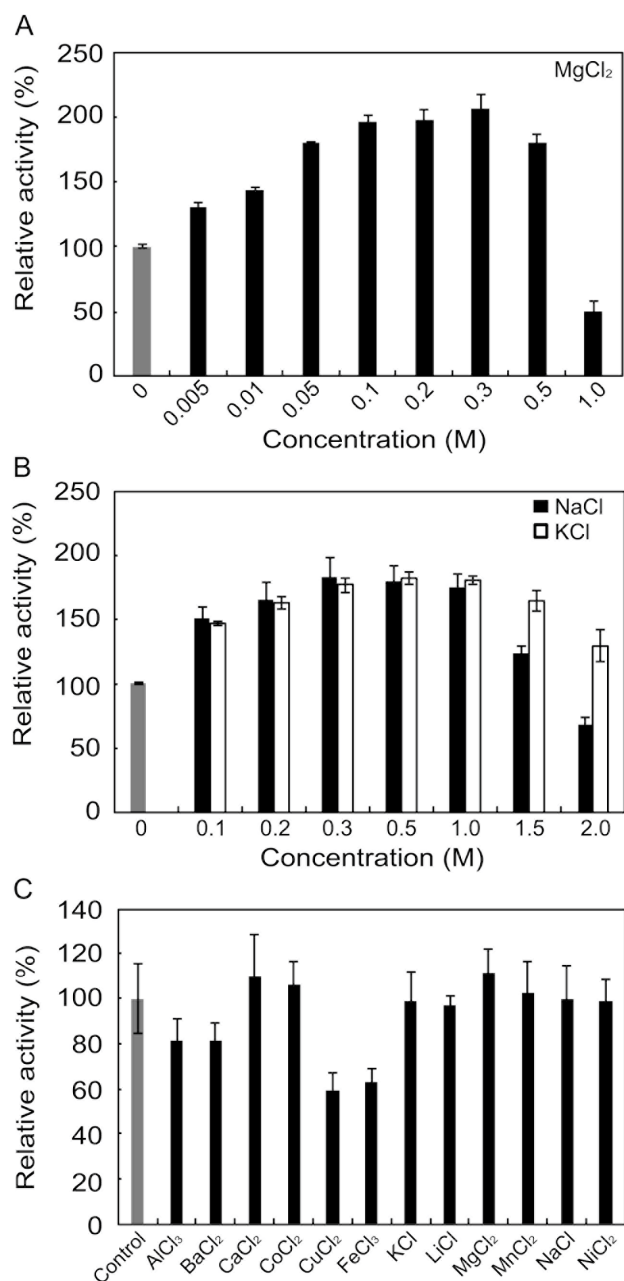 A
250
200
150
100
50
0
Relative activity (%)
MgCl₂
0 0.005 0.01 0.05 0.1 0.2 0.3 0.5 1.0
Concentration (M)
B
250
200
150
100
50
0
Relative activity (%)
NaCl
KCl
0 0.1 0.2 0.3 0.5 1.0 1.5 2.0
Concentration (M)
C
140
120
100
80
60
40
20
0
Relative activity (%)
Control AlCl₃ BaCl₂ CaCl₂ CoCl₂ CuCl₂ FeCl₃ KCl LiCl MgCl₂ MnCl₂ NaCl NiCl₂